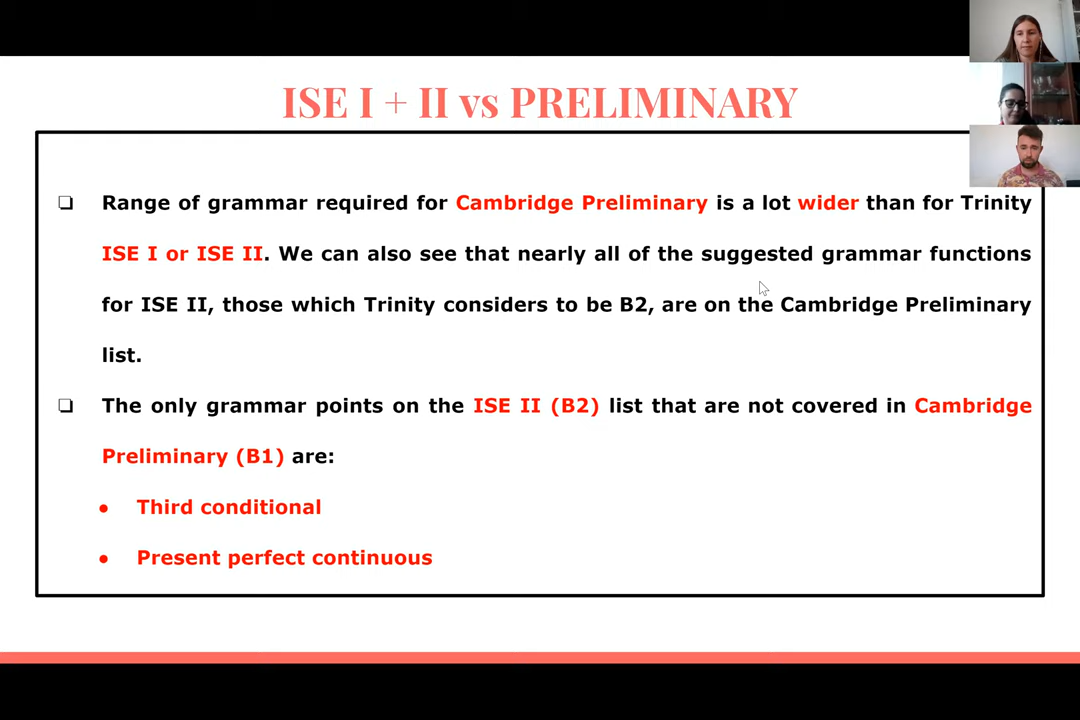 ISE I + II vs PRELIMINARY
Range of grammar required for Cambridge Preliminary is a lot wider than for Trinity
ISE I or ISE II. We can also see that nearly all of the suggested grammar functions
for ISE II, those which Trinity considers to be B2, are on the Cambridge Preliminary
list.
The only grammar points on the ISE II (B2) list that are not covered in Cambridge
Preliminary (B1) are:
Third conditional
Present perfect continuous